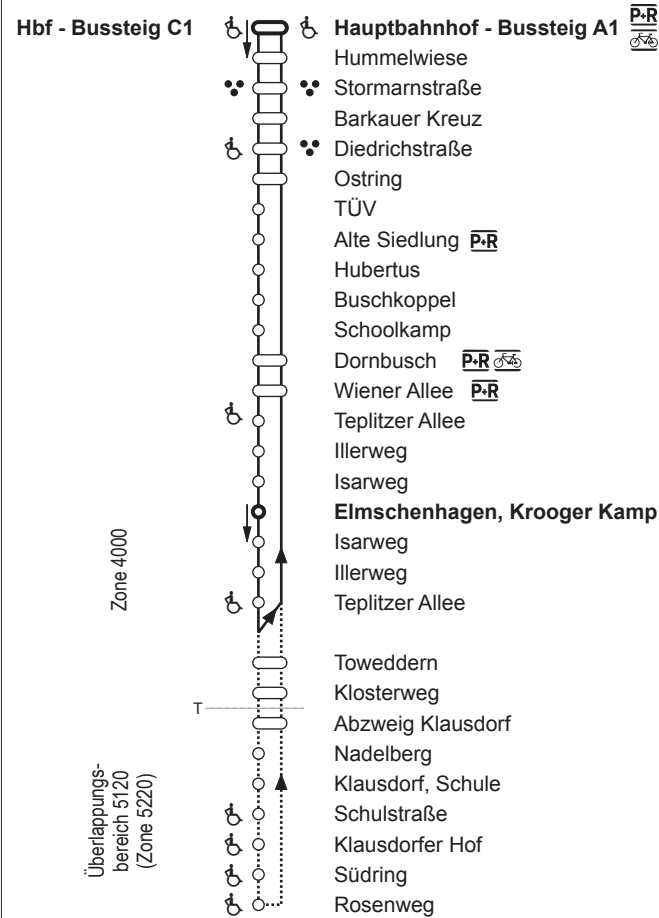 Hbf - Bussteig C1
Hauptbahnhof - Bussteig A1 P+R
Hummelwiese
Stormarnstraße
Barkauer Kreuz
Diedrichstraße
Ostring
TÜV
Alte Siedlung P+R
Hubertus
Buschkoppel
Schoolkamp
Dornbusch P+R
Wiener Allee P+R
Teplitzer Allee
Illerweg
Isarweg
Elmschenhagen, Krooger Kamp
Isarweg
Illerweg
Teplitzer Allee
Zone 4000
Toweddern
Klosterweg
T
Abzweig Klausdorf
Nadelberg
Klausdorf, Schule
Schulstraße
Klausdorfer Hof
Südring
Rosenweg
Überlappungs-
bereich 5120
(Zone 5220)